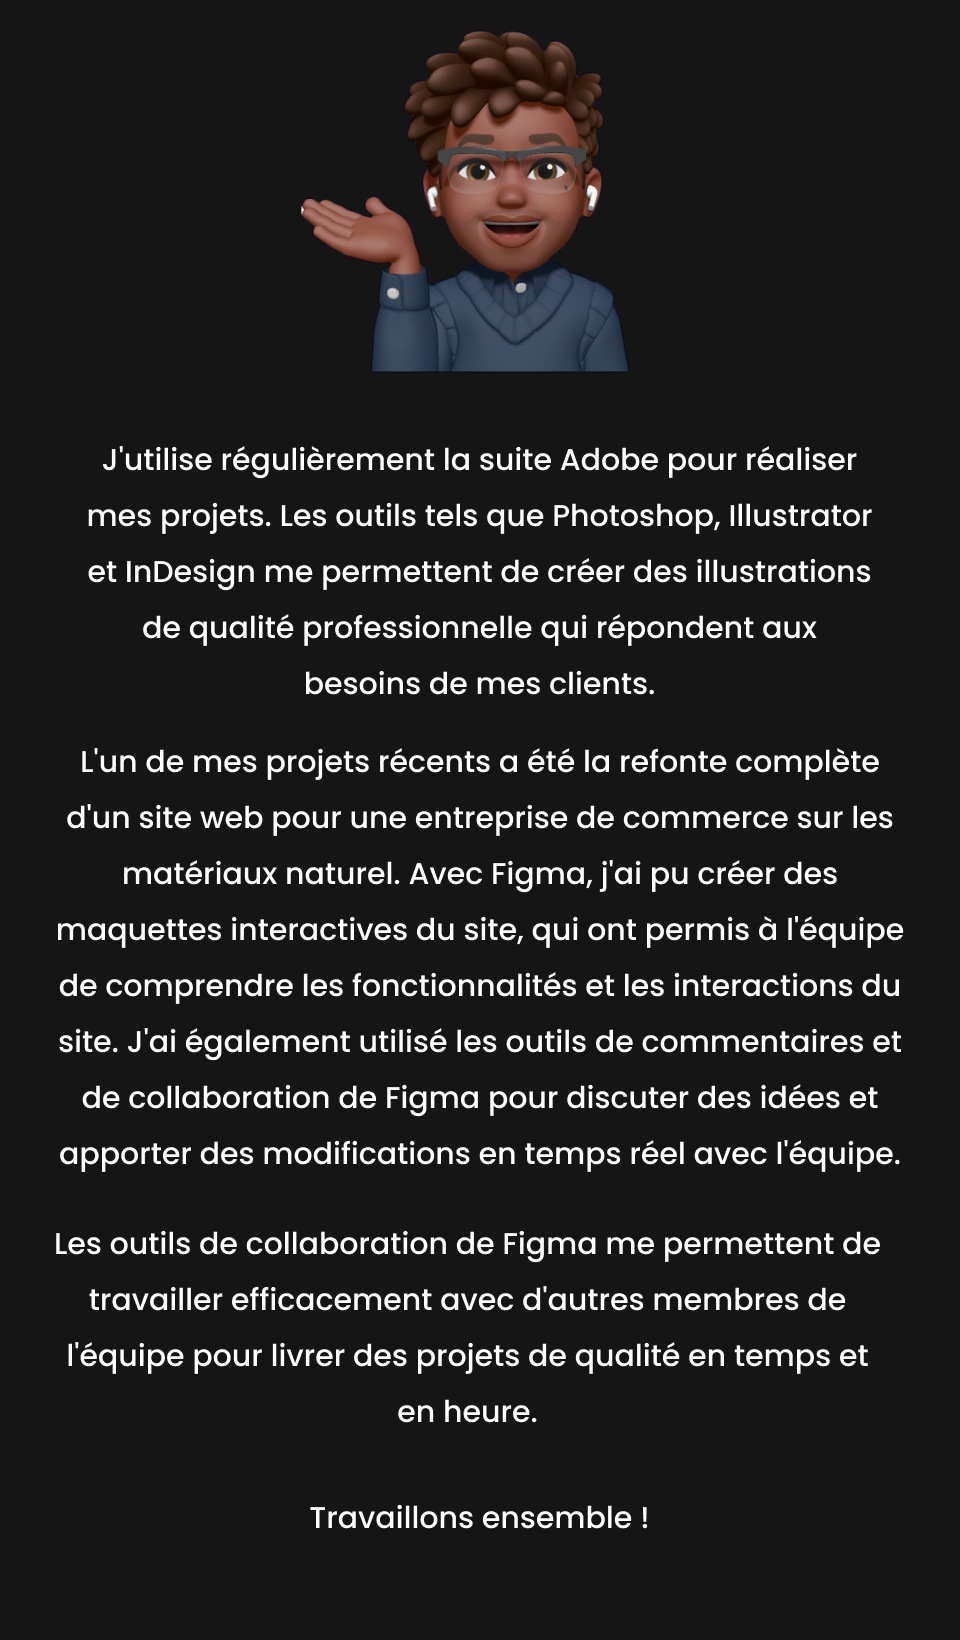 J'utilise régulièrement la suite Adobe pour réaliser
mes projets. Les outils tels que Photoshop, Illustrator
et InDesign me permettent de créer des illustrations
de qualité professionnelle qui répondent aux
besoins de mes clients.
L'un de mes projets récents a été la refonte complète
d'un site web pour une entreprise de commerce sur les
matériaux naturel. Avec Figma, j'ai pu créer des
maquettes interactives du site, qui ont permis à l'équipe
de comprendre les fonctionnalités et les interactions du
site. J'ai également utilisé les outils de commentaires et
de collaboration de Figma pour discuter des idées et
apporter des modifications en temps réel avec l'équipe.
Les outils de collaboration de Figma me permettent de
travailler efficacement avec d'autres membres de
l'équipe pour livrer des projets de qualité en temps et
en heure.
Travaillons ensemble !